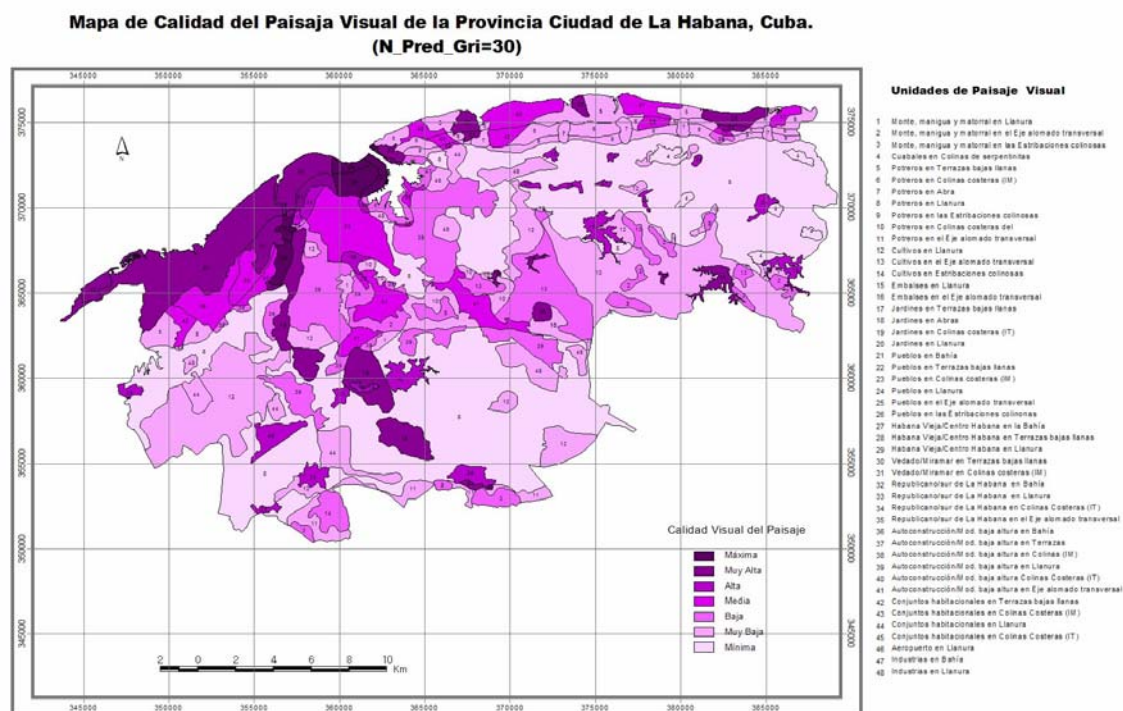 Mapa de Calidad del Paisaja Visual de la Provincia Ciudad de La Habana, Cuba.
(N_Pred_Gri=30)
345000 350000 355000 360000 365000 370000 375000 380000 385000
375000
370000
365000
360000
355000
350000
345000
N
Calidad Visual del Paisaje
Máxima
Muy Alta
Alta
Media
Baja
Muy Baja
Mínima
2 0 2 4 6 8 10
Km
345000 350000 355000 360000 365000 370000 375000 380000 385000
Unidades de Paisaje Visual
1 Monte, manigua y matorral en Llanura
2 Monte, manigua y matorral en el Eje alomado transversal
3 Monte, manigua y matorral en las Estribaciones colinosas
4 Cuabales en Colinas de serpentinitas
5 Potreros en Terrazas bajas llanas
6 Potreros en Colinas costeras (IM)
7 Potreros en Abra
8 Potreros en Llanura
9 Potreros en las Estribaciones colinosas
10 Potreros en Colinas costeras del
11 Potreros en el Eje alomado transversal
12 Cultivos en Llanura
13 Cultivos en el Eje alomado transversal
14 Cultivos en Estribaciones colinosas
15 Embalses en Llanura
16 Embalses en el Eje alomado transversal
17 Jardines en Terrazas bajas llanas
18 Jardines en Abras
19 Jardines en Colinas costeras (IT)
20 Jardines en Llanura
21 Pueblos en Bahía
22 Pueblos en Terrazas bajas llanas
23 Pueblos en Colinas costeras (IM)
24 Pueblos en Llanura
25 Pueblos en el Eje alomado transversal
26 Pueblos en las Estribaciones colinonas
27 Habana Vieja/Centro Habana en la Bahía
28 Habana Vieja/Centro Habana en Terrazas bajas llanas
29 Habana Vieja/Centro Habana en Llanura
30 Vedado/Miramar en Terrazas bajas llanas
31 Vedado/Miramar en Colinas costeras (IM)
32 Republicano/sur de La Habana en Bahía
33 Republicano/sur de La Habana en Llanura
34 Republicano/sur de La Habana en Colinas Costeras (IT)
35 Republicano/sur de La Habana en el Eje alomado transversal
36 Autoconstrucción/Mod. baja altura en Bahía
37 Autoconstrucción/Mod. baja altura en Terrazas
38 Autoconstrucción/Mod. baja altura en Colinas (IM)
39 Autoconstrucción/Mod. baja altura en Llanura
40 Autoconstrucción/Mod. baja altura Colinas Costeras (IT)
41 Autoconstrucción/Mod. baja altura en Eje alomado transversal
42 Conjuntos habitacionales en Terrazas bajas llanas
43 Conjuntos habitacionales en Colinas Costeras (IM)
44 Conjuntos habitacionales en Llanura
45 Conjuntos habitacionales en Colinas Costeras (IT)
46 Aeropuerto en Llanura
47 Industrias en Bahía
48 Industrias en Llanura